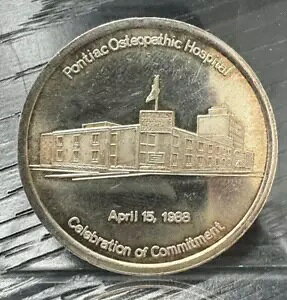 Pontiac Osteopathic Hospital
April 15, 1988
Celebration of Commitment